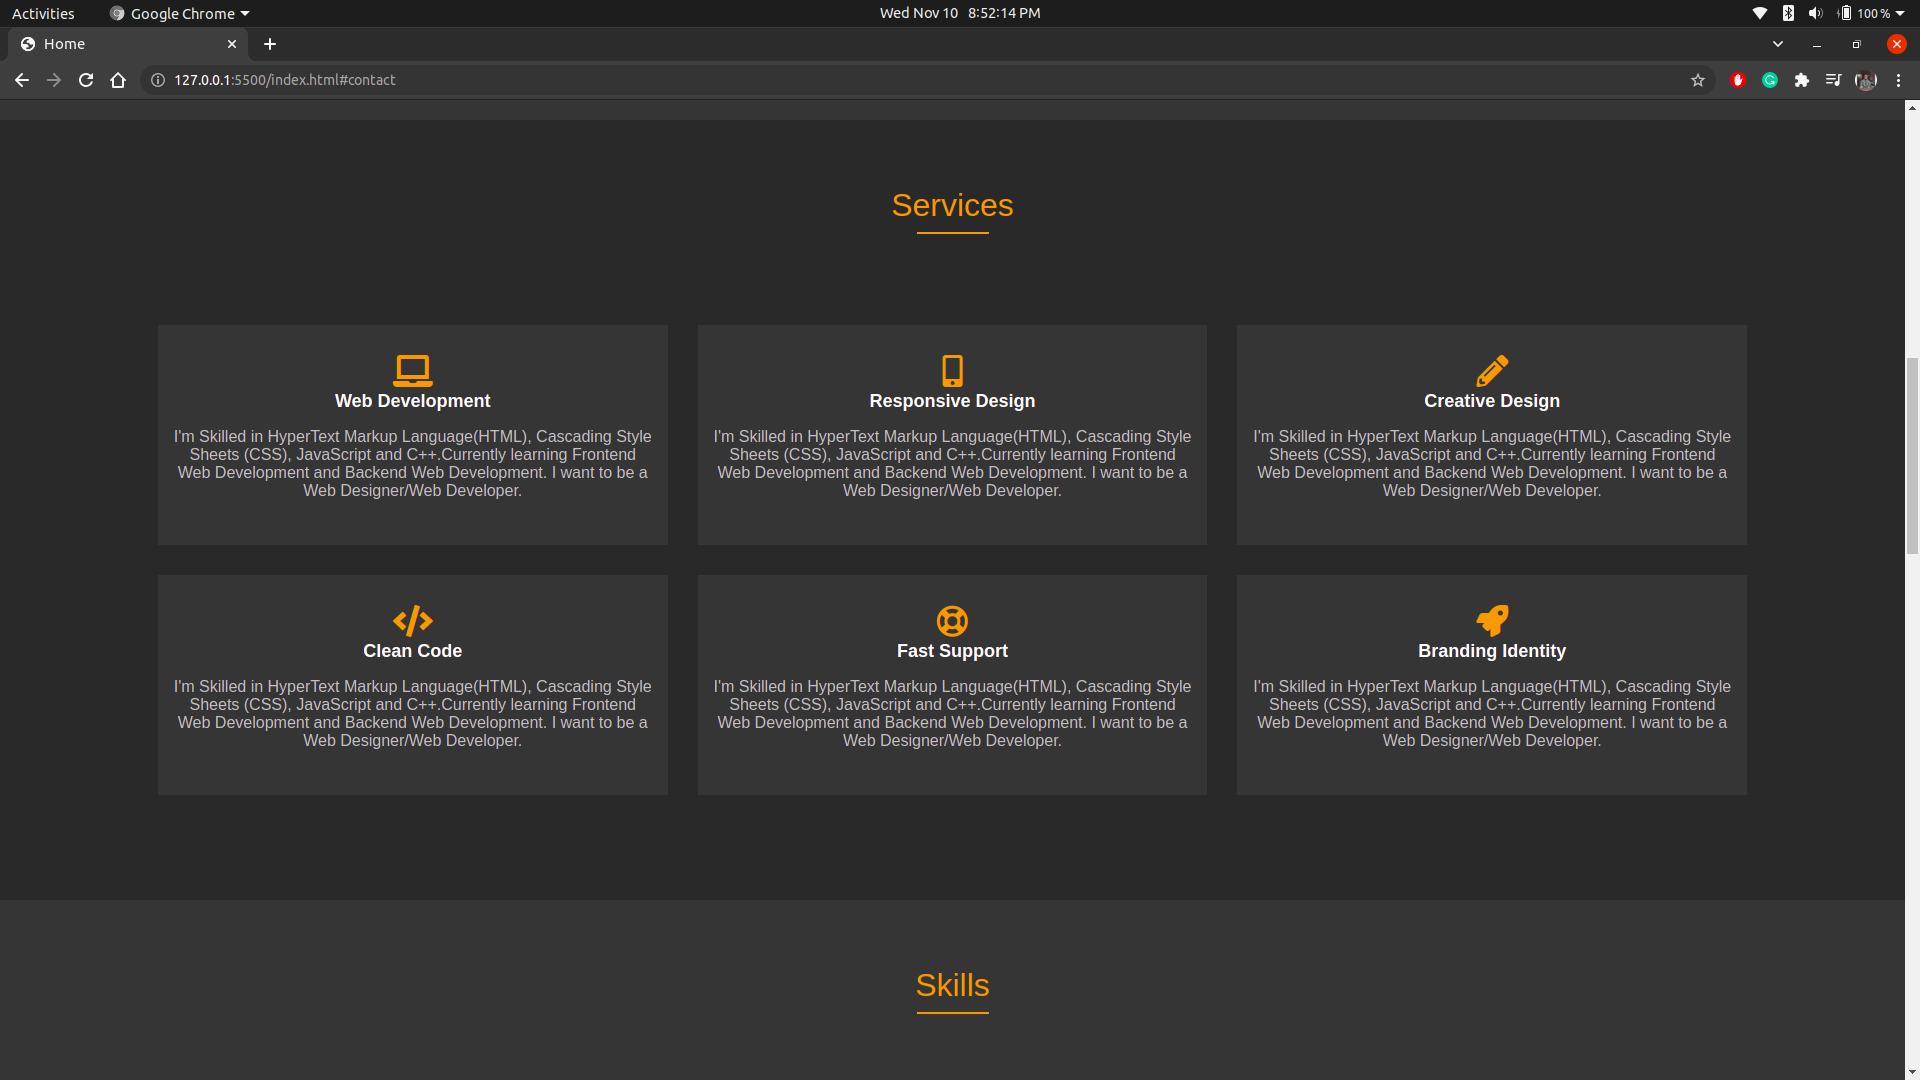 Activities Google Chrome Wed Nov 10 8:52:14 PM 100 %
Home
127.0.0.1:5500/index.html#contact
Services
Web Development
I'm Skilled in HyperText Markup Language(HTML), Cascading Style
Sheets (CSS), JavaScript and C++.Currently learning Frontend
Web Development and Backend Web Development. I want to be a
Web Designer/Web Developer.
Responsive Design
I'm Skilled in HyperText Markup Language(HTML), Cascading Style
Sheets (CSS), JavaScript and C++.Currently learning Frontend
Web Development and Backend Web Development. I want to be a
Web Designer/Web Developer.
Creative Design
I'm Skilled in HyperText Markup Language(HTML), Cascading Style
Sheets (CSS), JavaScript and C++.Currently learning Frontend
Web Development and Backend Web Development. I want to be a
Web Designer/Web Developer.
Clean Code
I'm Skilled in HyperText Markup Language(HTML), Cascading Style
Sheets (CSS), JavaScript and C++.Currently learning Frontend
Web Development and Backend Web Development. I want to be a
Web Designer/Web Developer.
Fast Support
I'm Skilled in HyperText Markup Language(HTML), Cascading Style
Sheets (CSS), JavaScript and C++.Currently learning Frontend
Web Development and Backend Web Development. I want to be a
Web Designer/Web Developer.
Branding Identity
I'm Skilled in HyperText Markup Language(HTML), Cascading Style
Sheets (CSS), JavaScript and C++.Currently learning Frontend
Web Development and Backend Web Development. I want to be a
Web Designer/Web Developer.
Skills